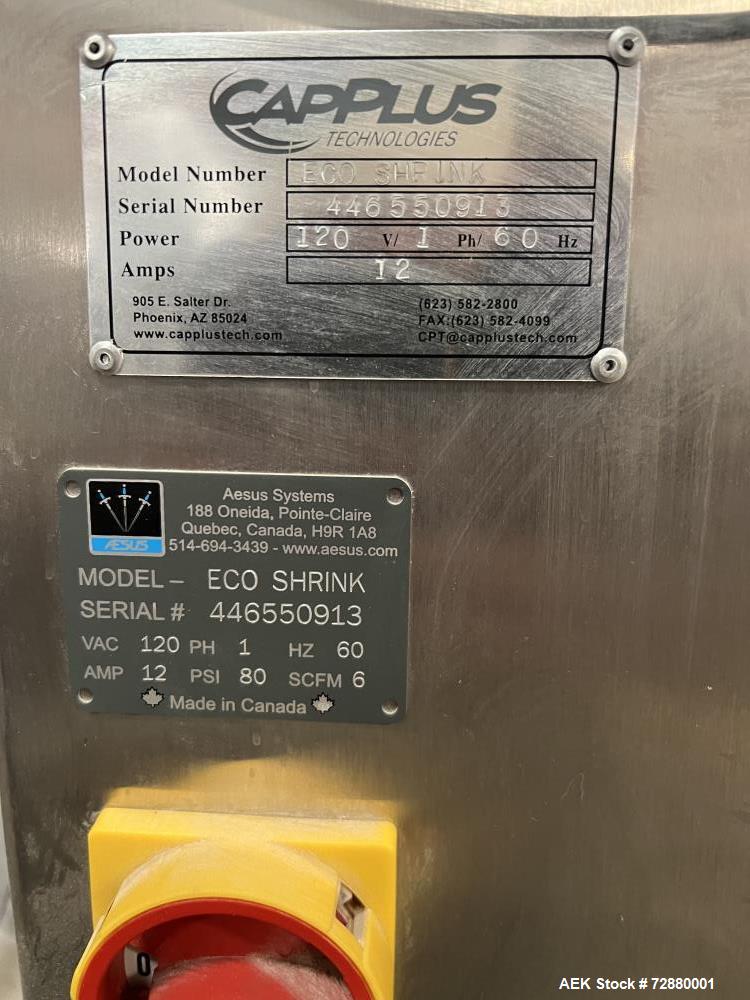 CAPPLUS
TECHNOLOGIES
Model Number ECO SHRINK
Serial Number 446550913
Power 120 V/ 1 Ph/ 60 Hz
Amps 12
905 E. Salter Dr. (623) 582-2800
Phoenix, AZ 85024 FAX:(623) 582-4099
www.capplustech.com CPT@capplustech.com
AESUS
Aesus Systems
188 Oneida, Pointe-Claire
Quebec, Canada, H9R 1A8
514-694-3439 - www.aesus.com
MODEL – ECO SHRINK
SERIAL # 446550913
VAC 120 PH 1 HZ 60
AMP 12 PSI 80 SCFM 6
Made in Canada
0
AEK Stock # 72880001